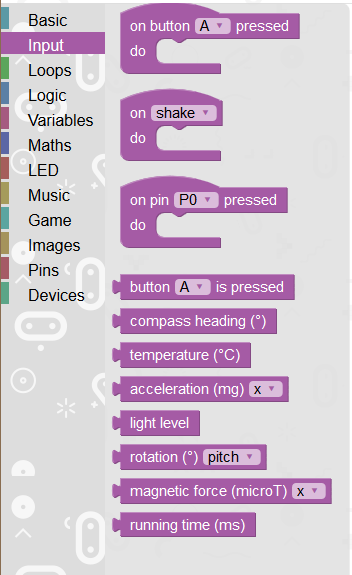 Basic
Input
Loops
Logic
Variables
Maths
LED
Music
Game
Images
Pins
Devices
on button A pressed
do
on shake
do
on pin P0 pressed
do
button A is pressed
compass heading (°)
temperature (°C)
acceleration (mg) x
light level
rotation (°) pitch
magnetic force (microT) x
running time (ms)